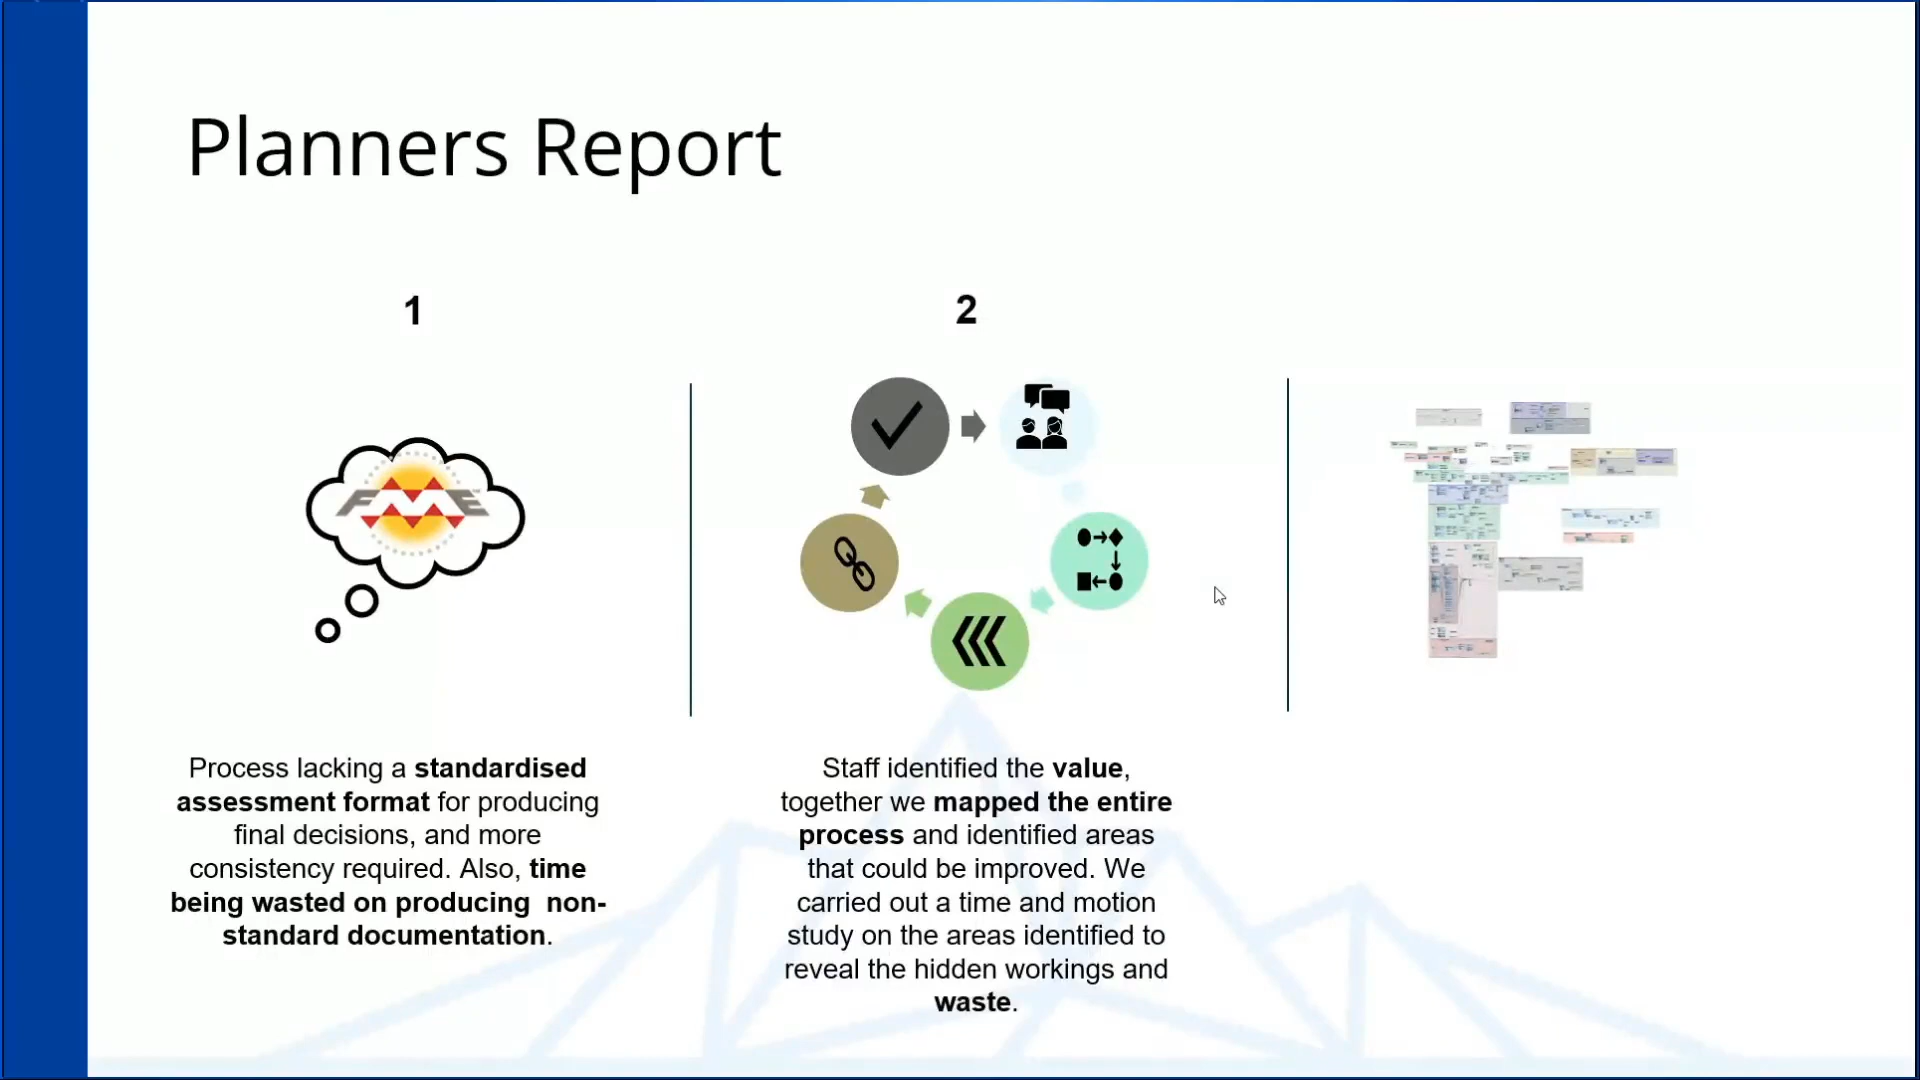 Planners Report
1
2
FME
Process lacking a standardised
assessment format for producing
final decisions, and more
consistency required. Also, time
being wasted on producing  non-
standard documentation.
Staff identified the value,
together we mapped the entire
process and identified areas
that could be improved. We
carried out a time and motion
study on the areas identified to
reveal the hidden workings and
waste.